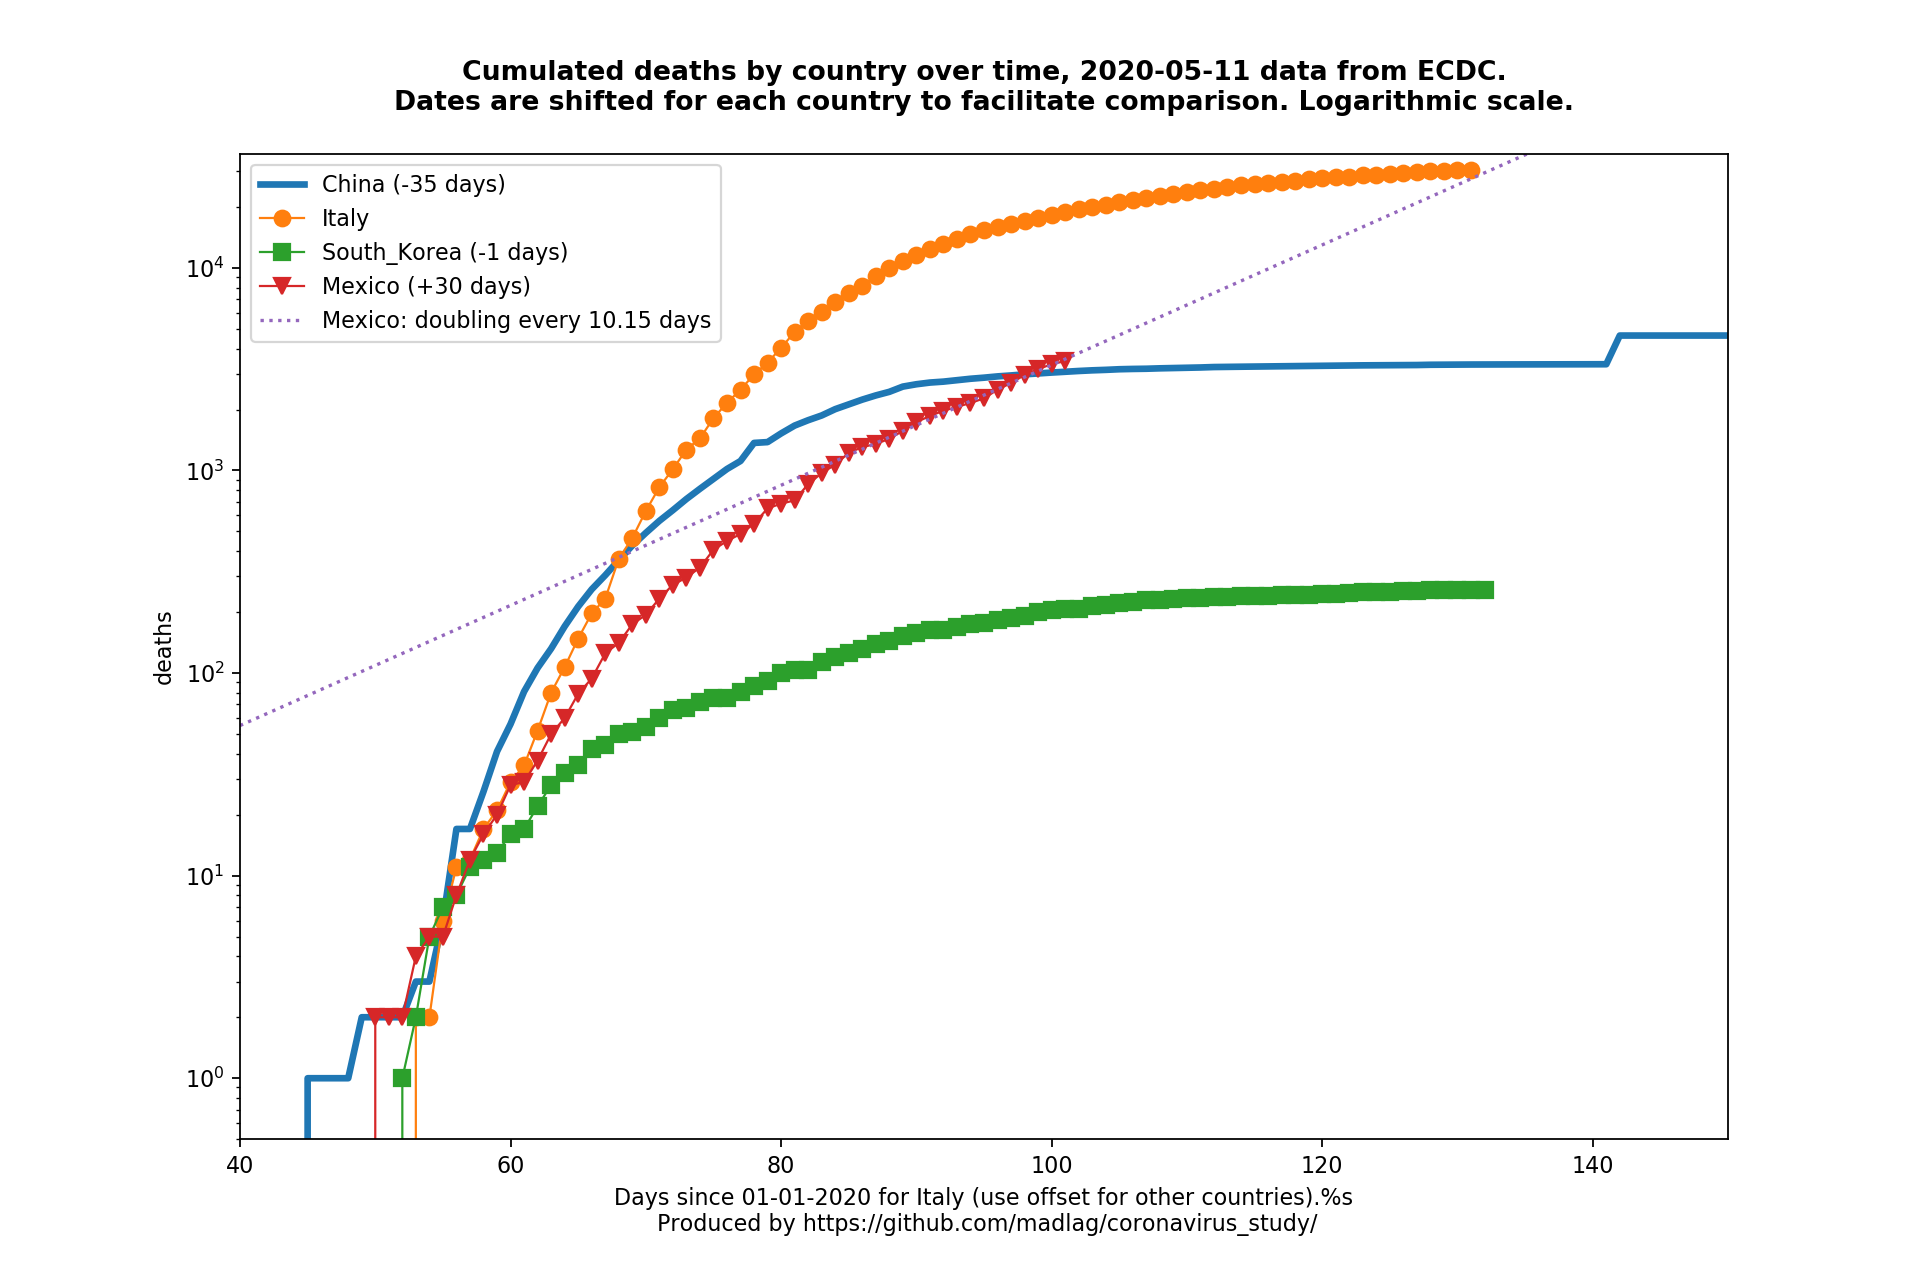 Cumulated deaths by country over time, 2020-05-11 data from ECDC.
Dates are shifted for each country to facilitate comparison. Logarithmic scale.
China (-35 days)
Italy
South_Korea (-1 days)
Mexico (+30 days)
Mexico: doubling every 10.15 days
deaths
10⁴
10³
10²
10¹
10⁰
40 60 80 100 120 140
Days since 01-01-2020 for Italy (use offset for other countries).%s
Produced by https://github.com/madlag/coronavirus_study/